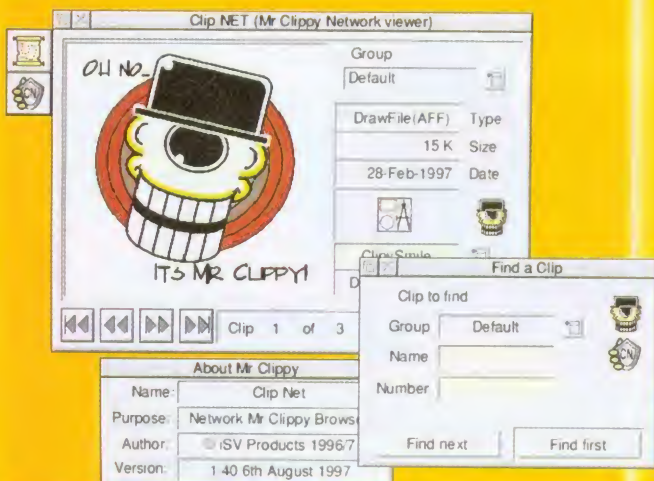 Clip NET (Mr Clippy Network viewer)
OH NO_
ITS MR CLIPPY!
Group
Default
DrawFile(AFF) Type
15 K Size
28-Feb-1997 Date
Clip 1 of 3
CN
Find a Clip
Clip to find
Group Default
Name
Number
CN
Find next Find first
About Mr Clippy
Name: Clip Net
Purpose: Network Mr Clippy Brows
Author: © iSV Products 1996/7
Version: 1 40 6th August 1997